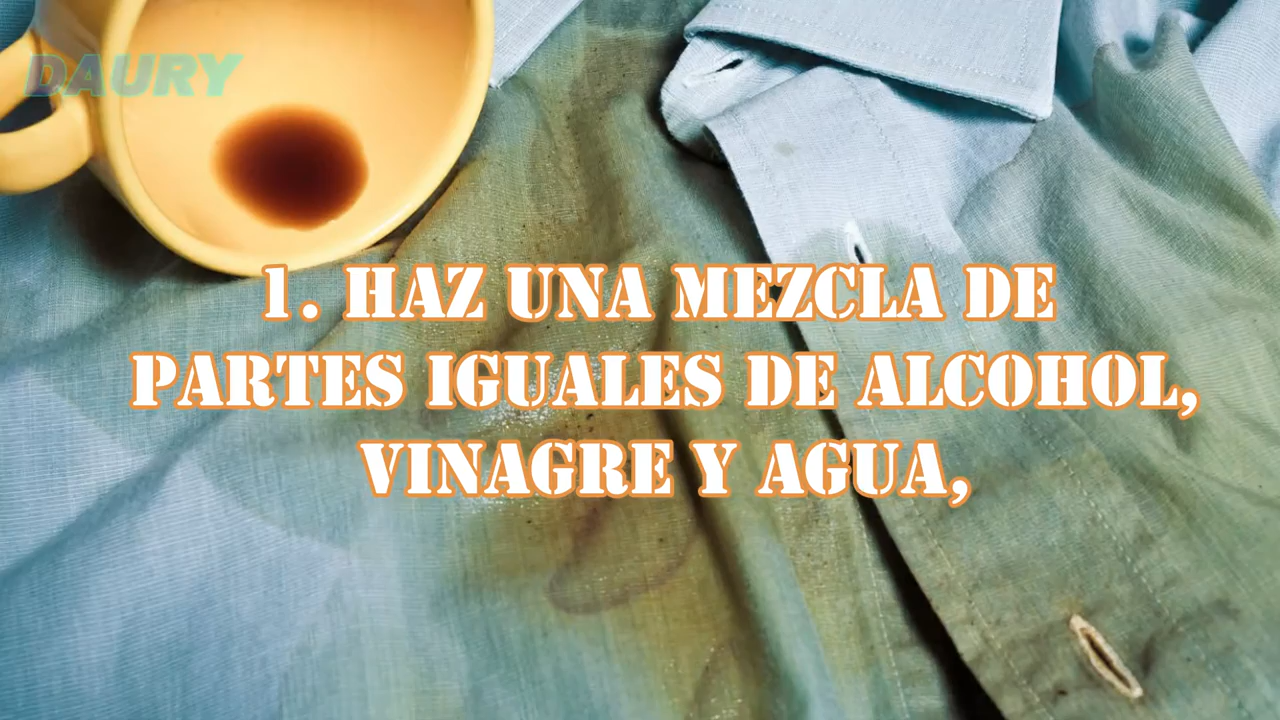 DAURY
1. HAZ UNA MEZCLA DE
PARTES IGUALES DE ALCOHOL,
VINAGRE Y AGUA,